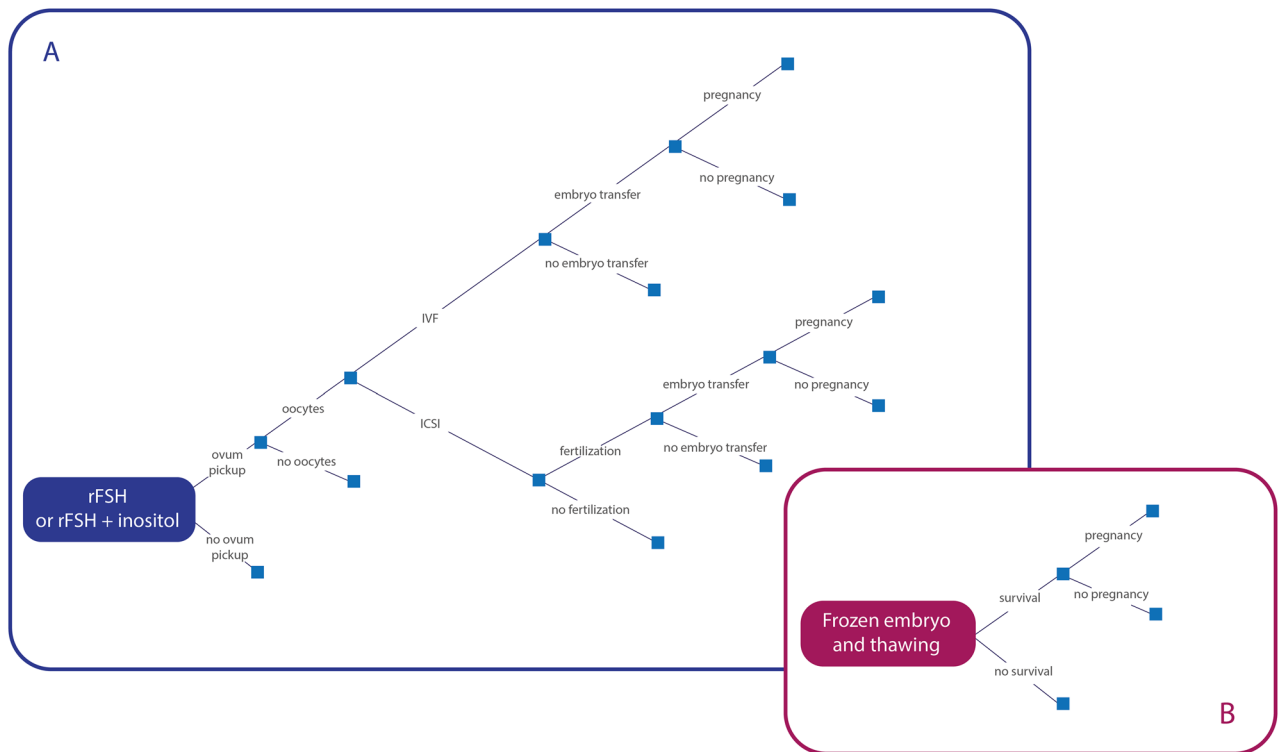 A
pregnancy
no pregnancy
embryo transfer
no embryo transfer
IVF
pregnancy
no pregnancy
embryo transfer
no embryo transfer
fertilization
no fertilization
ICSI
oocytes
no oocytes
ovum
pickup
no ovum
pickup
rFSH
or rFSH + inositol
pregnancy
no pregnancy
survival
no survival
Frozen embryo
and thawing
B